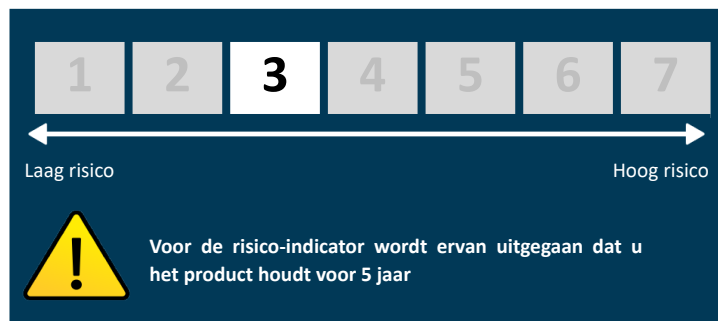 1 2 3 4 5 6 7
Laag risico Hoog risico
!
Voor de risico-indicator wordt ervan uitgegaan dat u
het product houdt voor 5 jaar